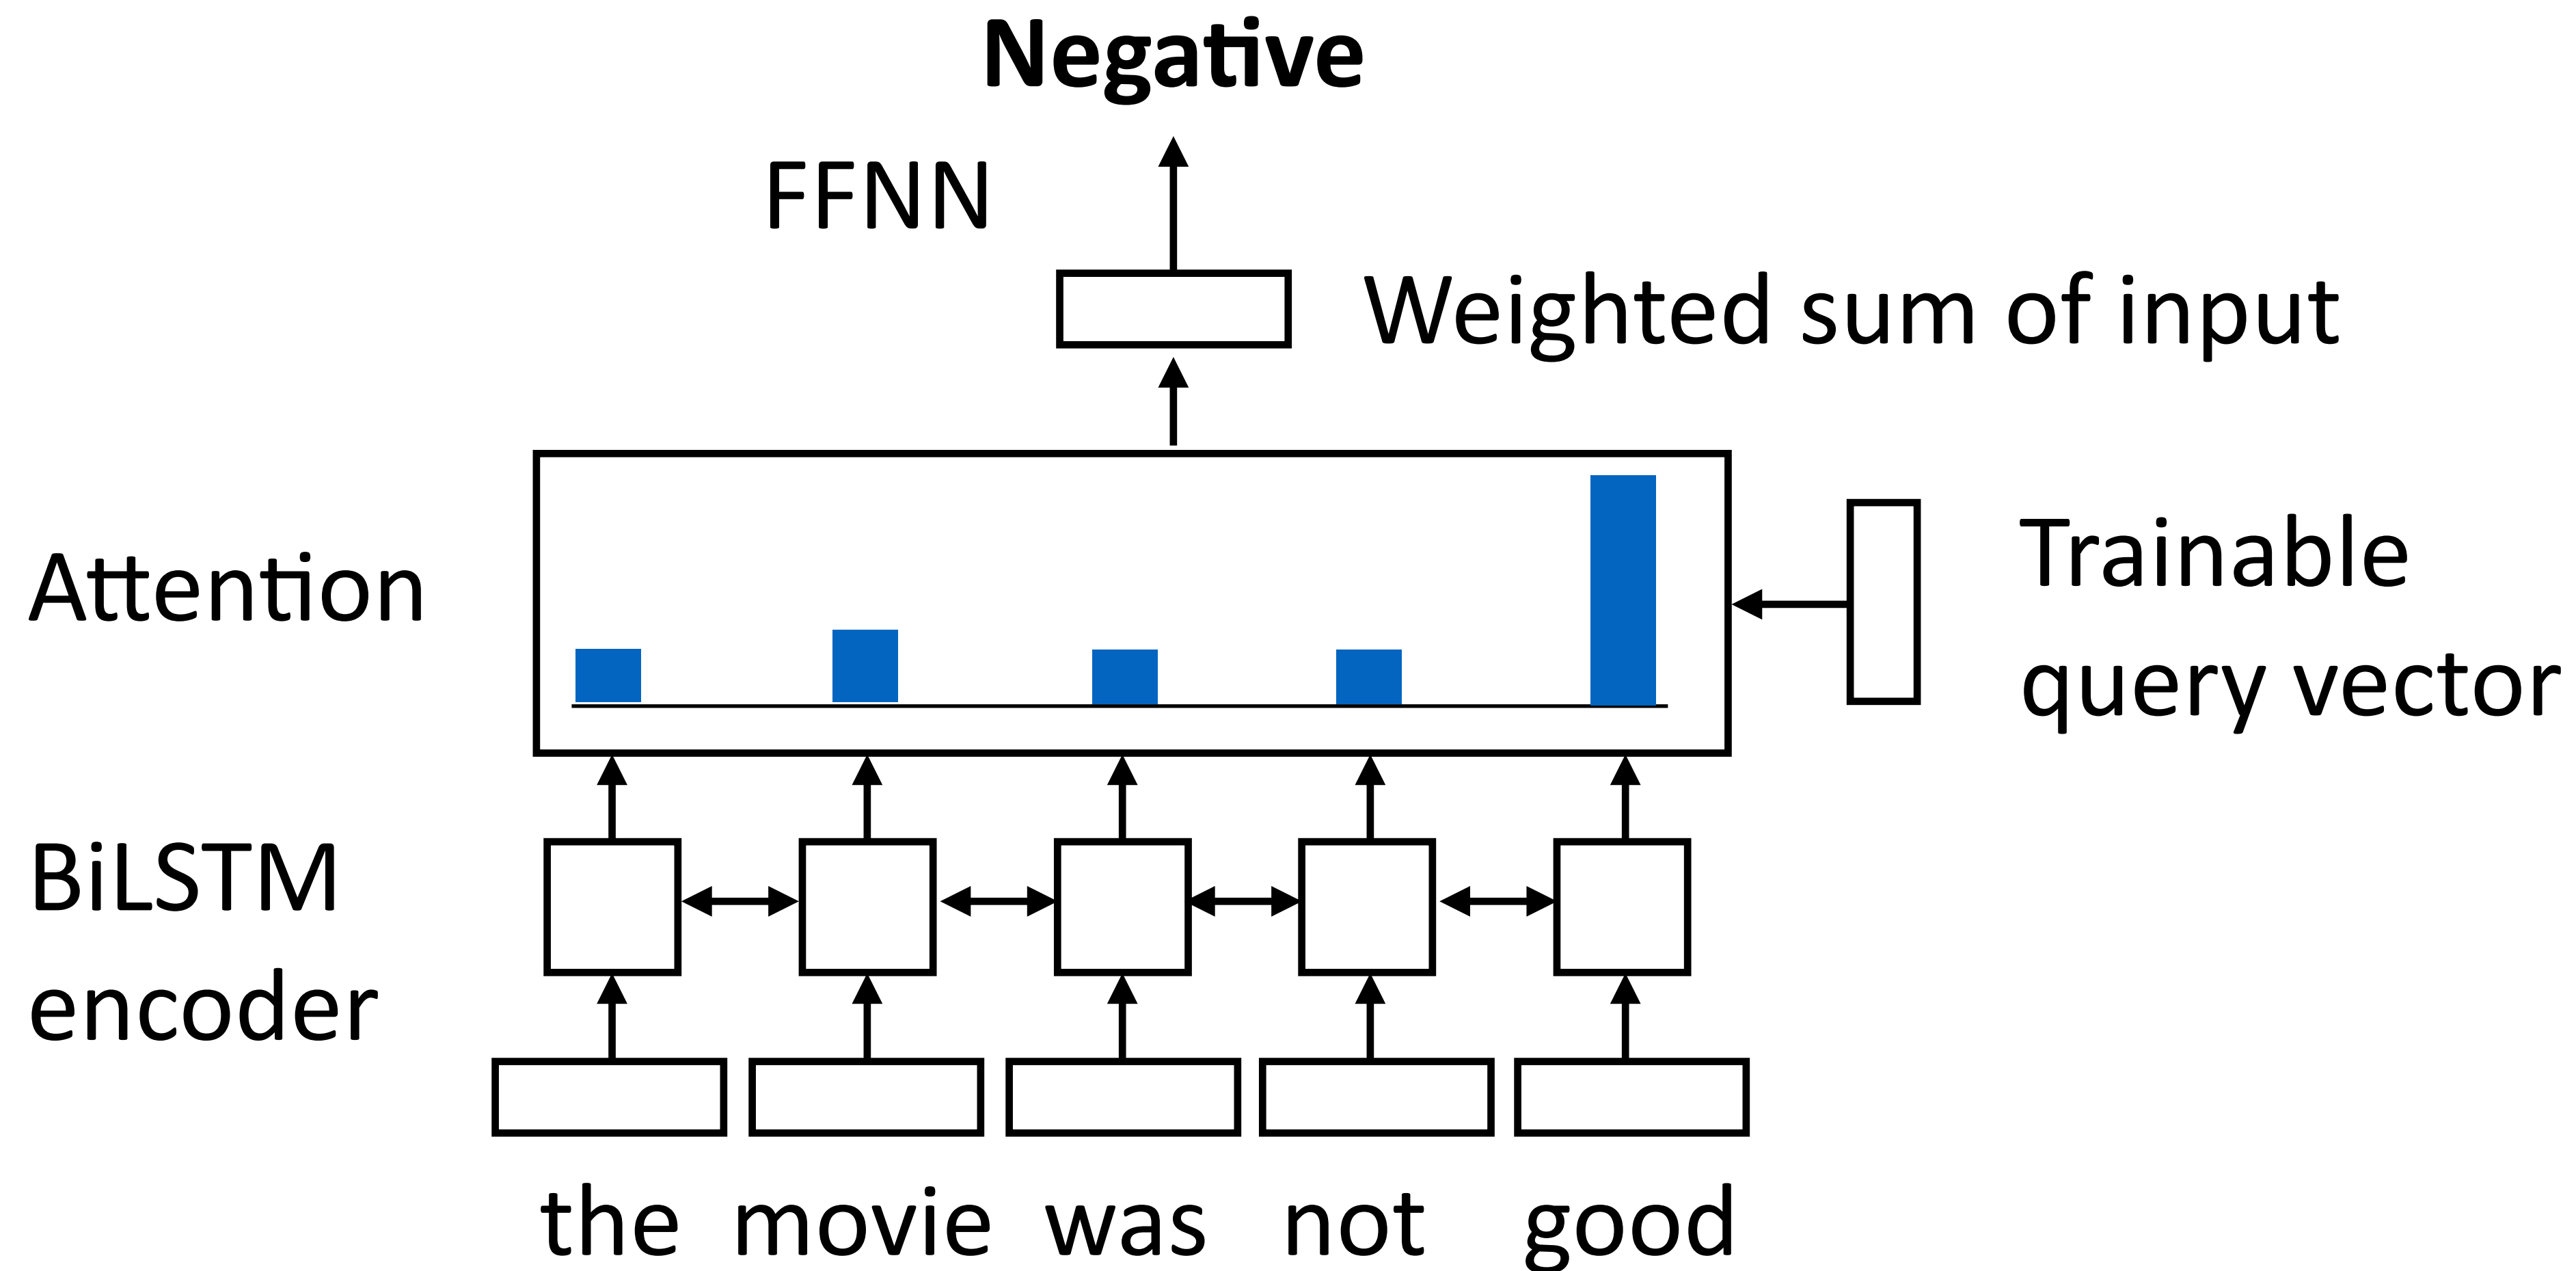 Negative
FFNN
Weighted sum of input
Attention
Trainable
query vector
BiLSTM
encoder
the movie was not good